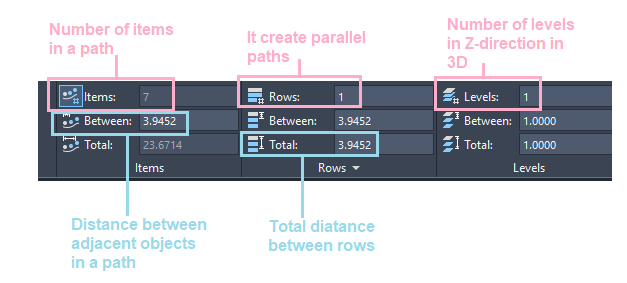 Number of items
in a path
It create parallel
paths
Number of levels
in Z-direction in
3D
Items: 7
Rows: 1
Levels: 1
Between: 3.9452
Between: 3.9452
Between: 1.0000
Total: 23.6714
Total: 3.9452
Total: 1.0000
Items
Rows
Levels
Distance between
adjacent objects
in a path
Total diatance
between rows